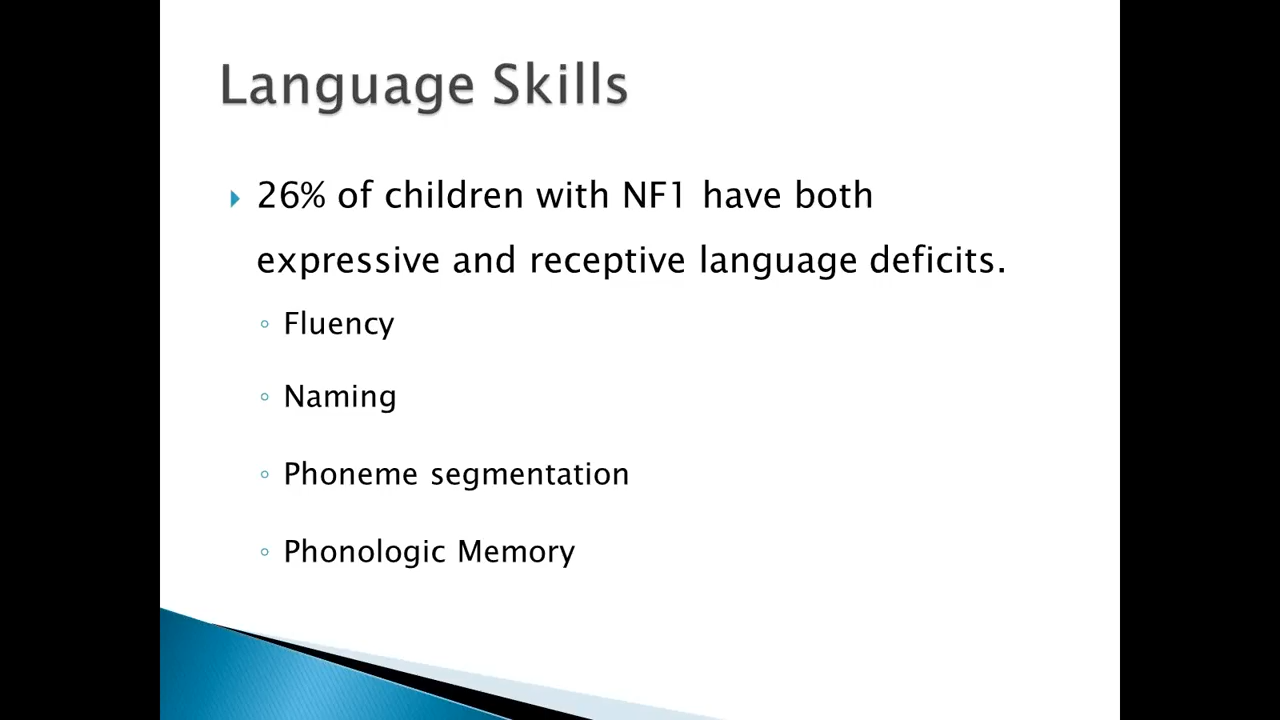 Language Skills
26% of children with NF1 have both
expressive and receptive language deficits.
Fluency
Naming
Phoneme segmentation
Phonologic Memory